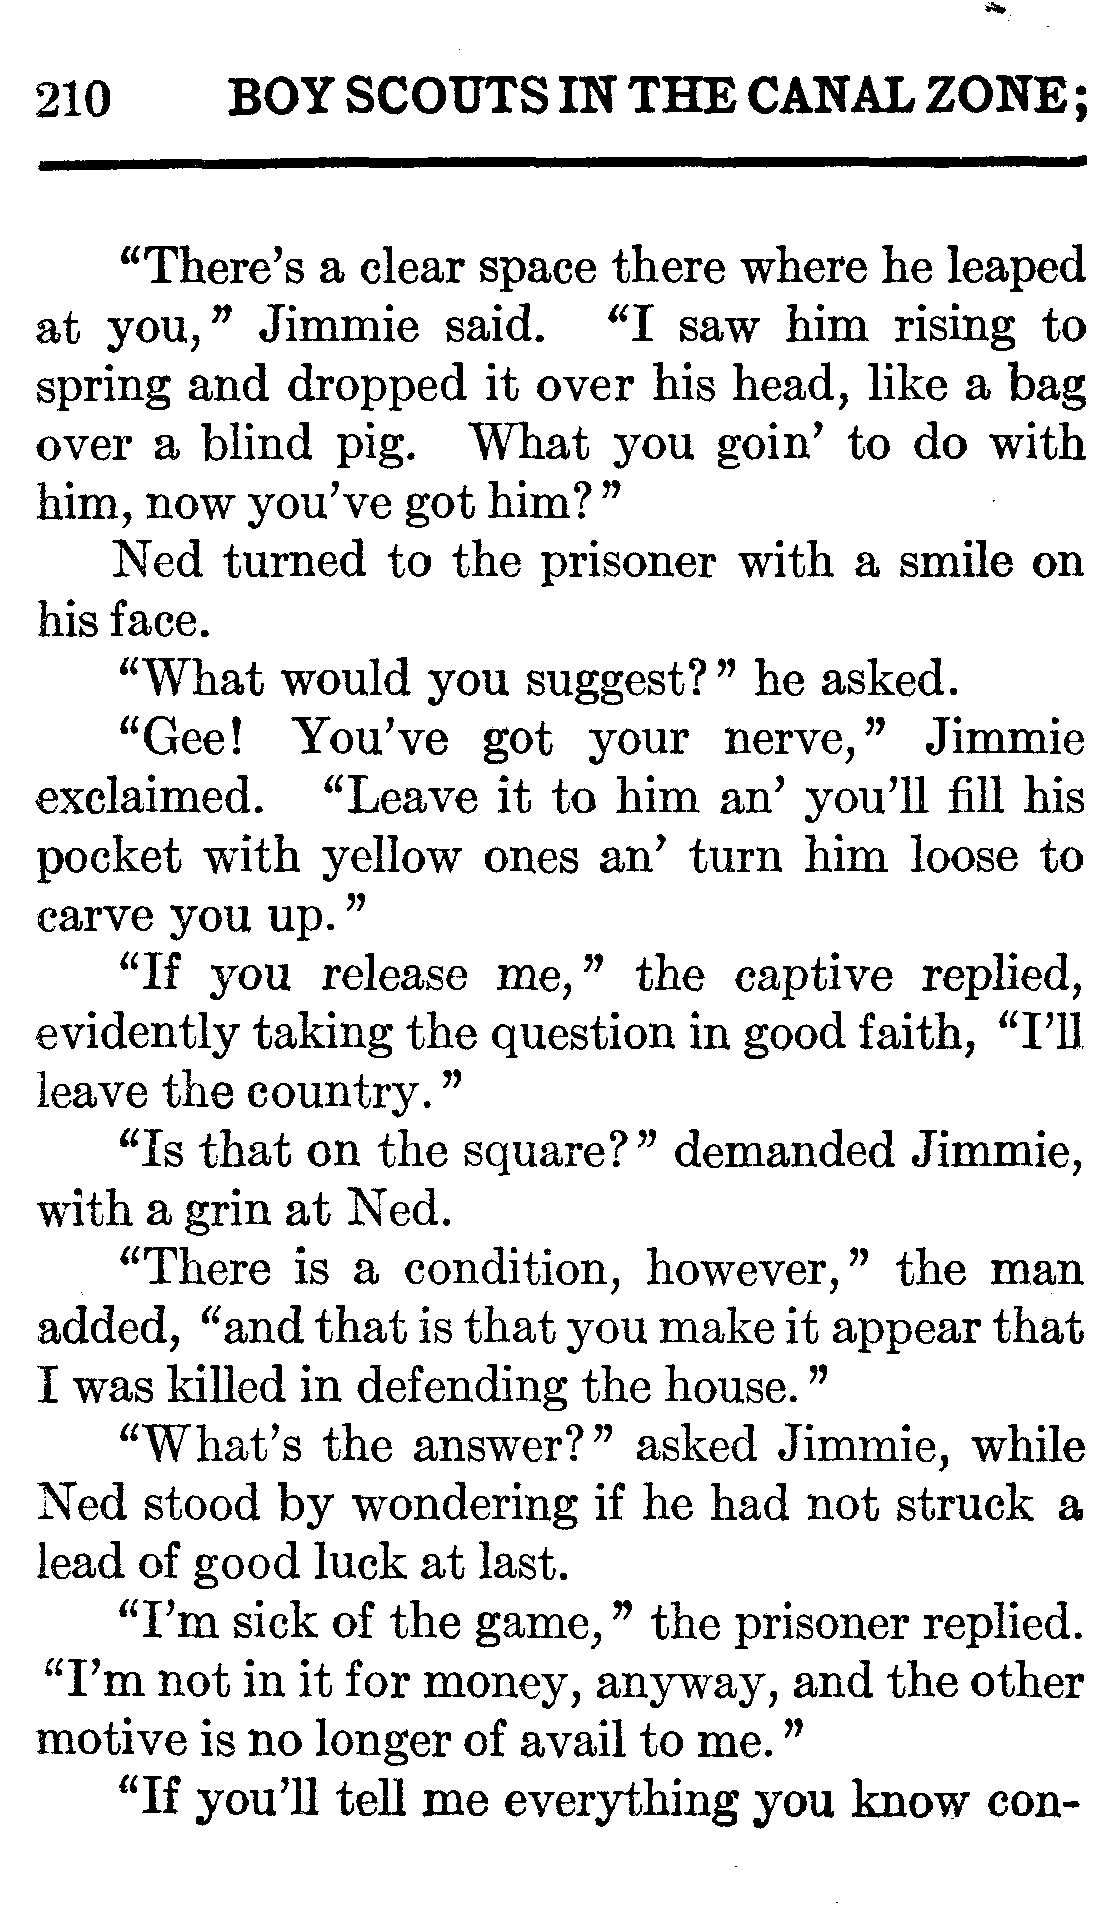 210 BOY SCOUTS IN THE CANAL ZONE;
“There's a clear space there where he leaped
at you,” Jimmie said. “I saw him rising to
spring and dropped it over his head, like a bag
over a blind pig. What you goin’ to do with
him, now you've got him?”
Ned turned to the prisoner with a smile on
his face.
“What would you suggest?” he asked.
“Gee! You've got your nerve,” Jimmie
exclaimed. “Leave it to him an’ you'll fill his
pocket with yellow ones an’ turn him loose to
carve you up.”
“If you release me,” the captive replied,
evidently taking the question in good faith, “I'll
leave the country.”
“Is that on the square?” demanded Jimmie,
with a grin at Ned.
“There is a condition, however,” the man
added, “and that is that you make it appear that
I was killed in defending the house.”
“What's the answer?” asked Jimmie, while
Ned stood by wondering if he had not struck a
lead of good luck at last.
“I'm sick of the game,” the prisoner replied.
“I'm not in it for money, anyway, and the other
motive is no longer of avail to me.”
“If you'll tell me everything you know con-